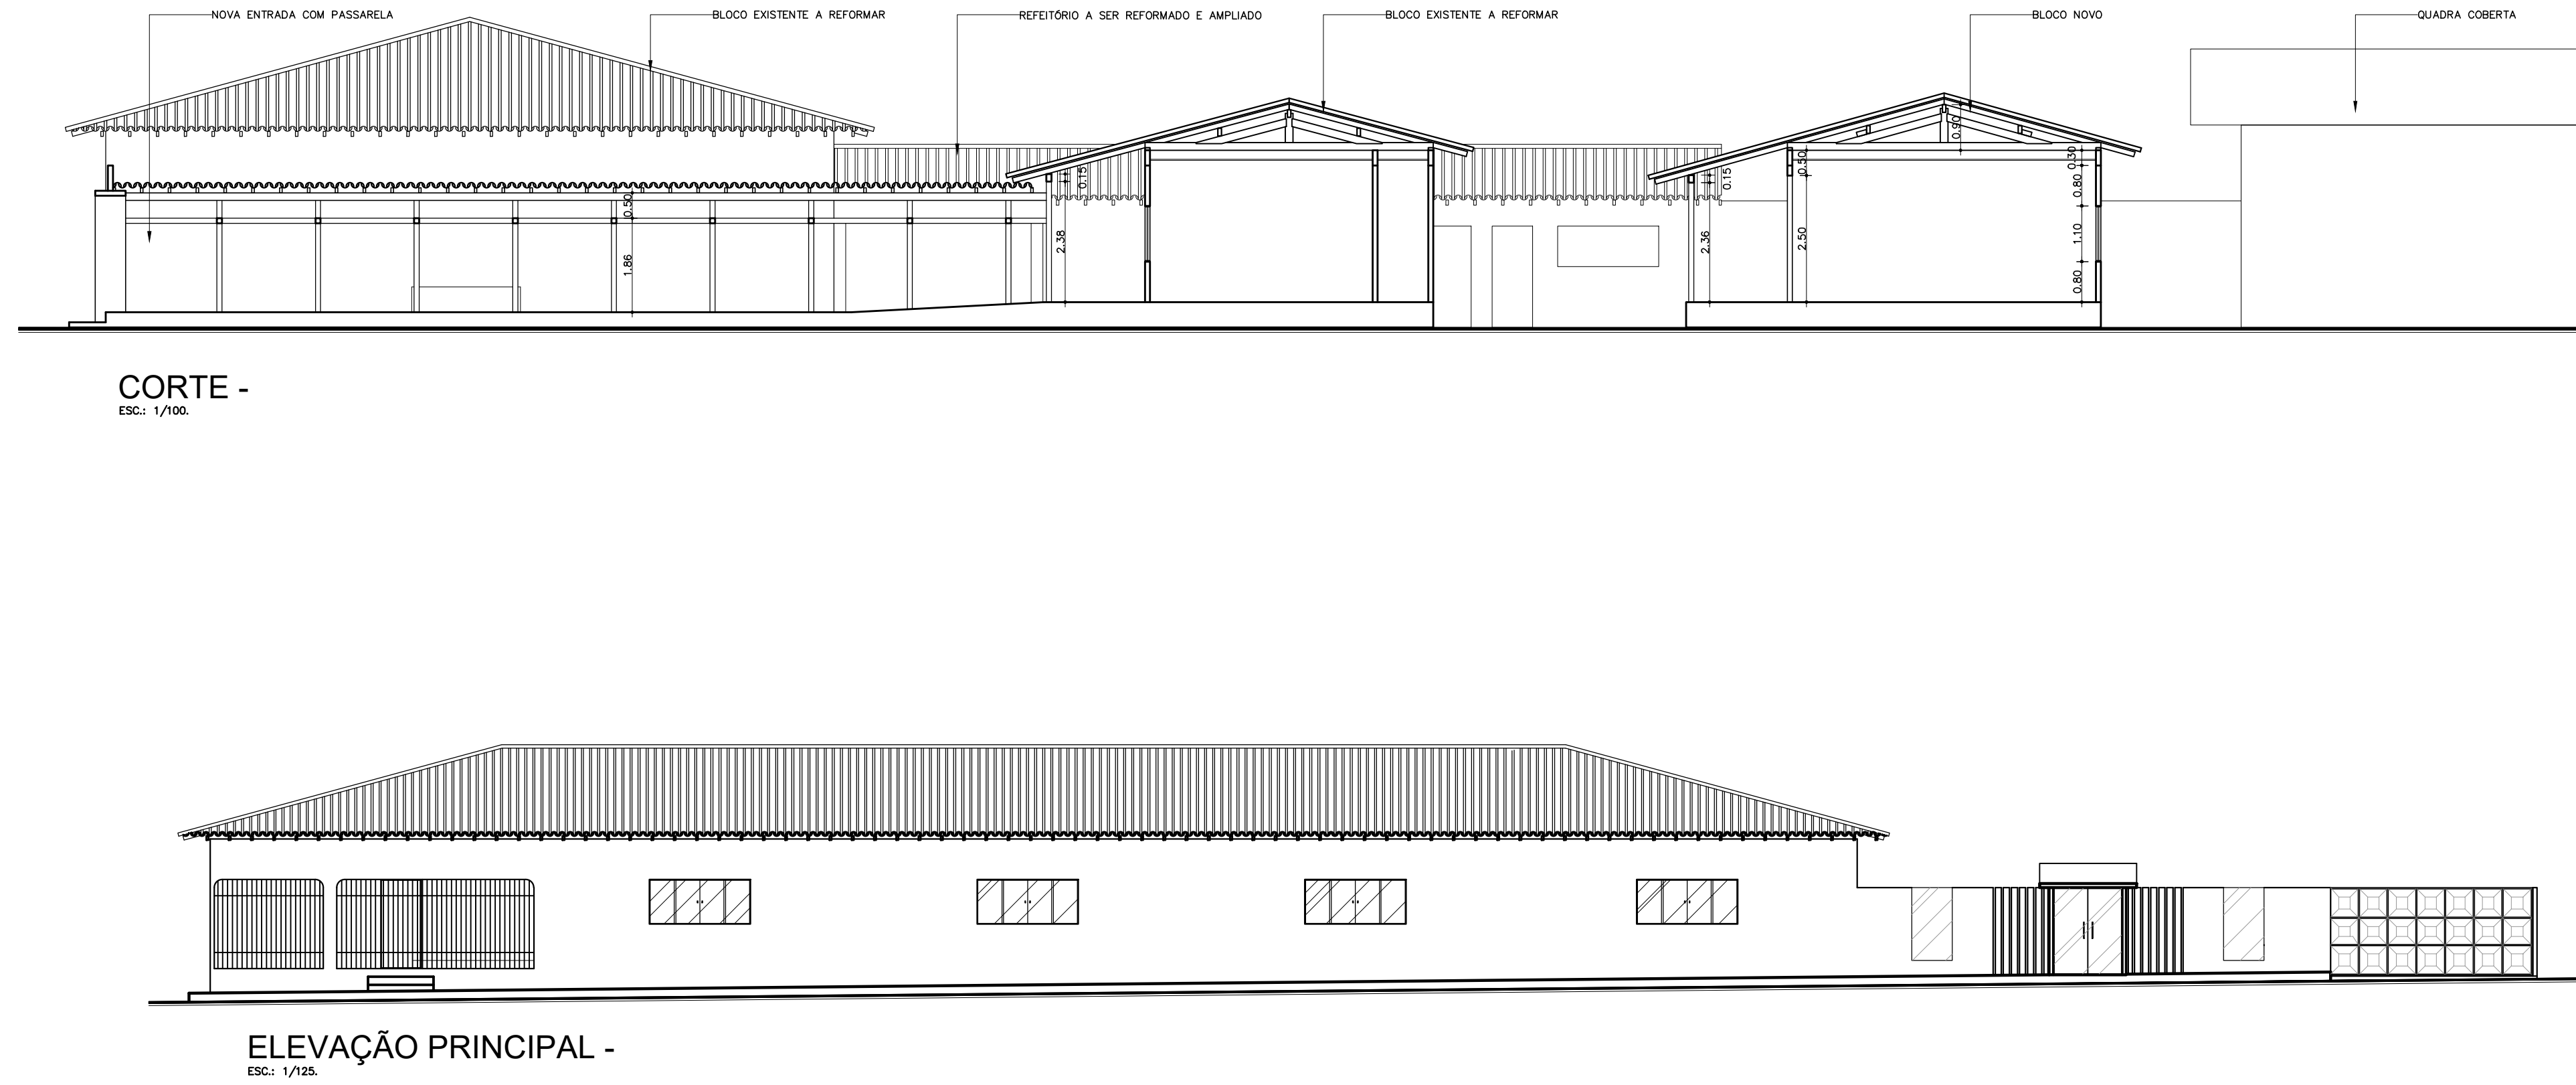 NOVA ENTRADA COM PASSARELA
BLOCO EXISTENTE A REFORMAR
REFEITÓRIO A SER REFORMADO E AMPLIADO
BLOCO EXISTENTE A REFORMAR
BLOCO NOVO
QUADRA COBERTA
0.50
1.86
0.15
2.38
0.15
2.36
0.50
2.50
0.90
0.30
0.80
1.10
0.80
CORTE -
ESC.: 1/100.
ELEVAÇÃO PRINCIPAL -
ESC.: 1/125.